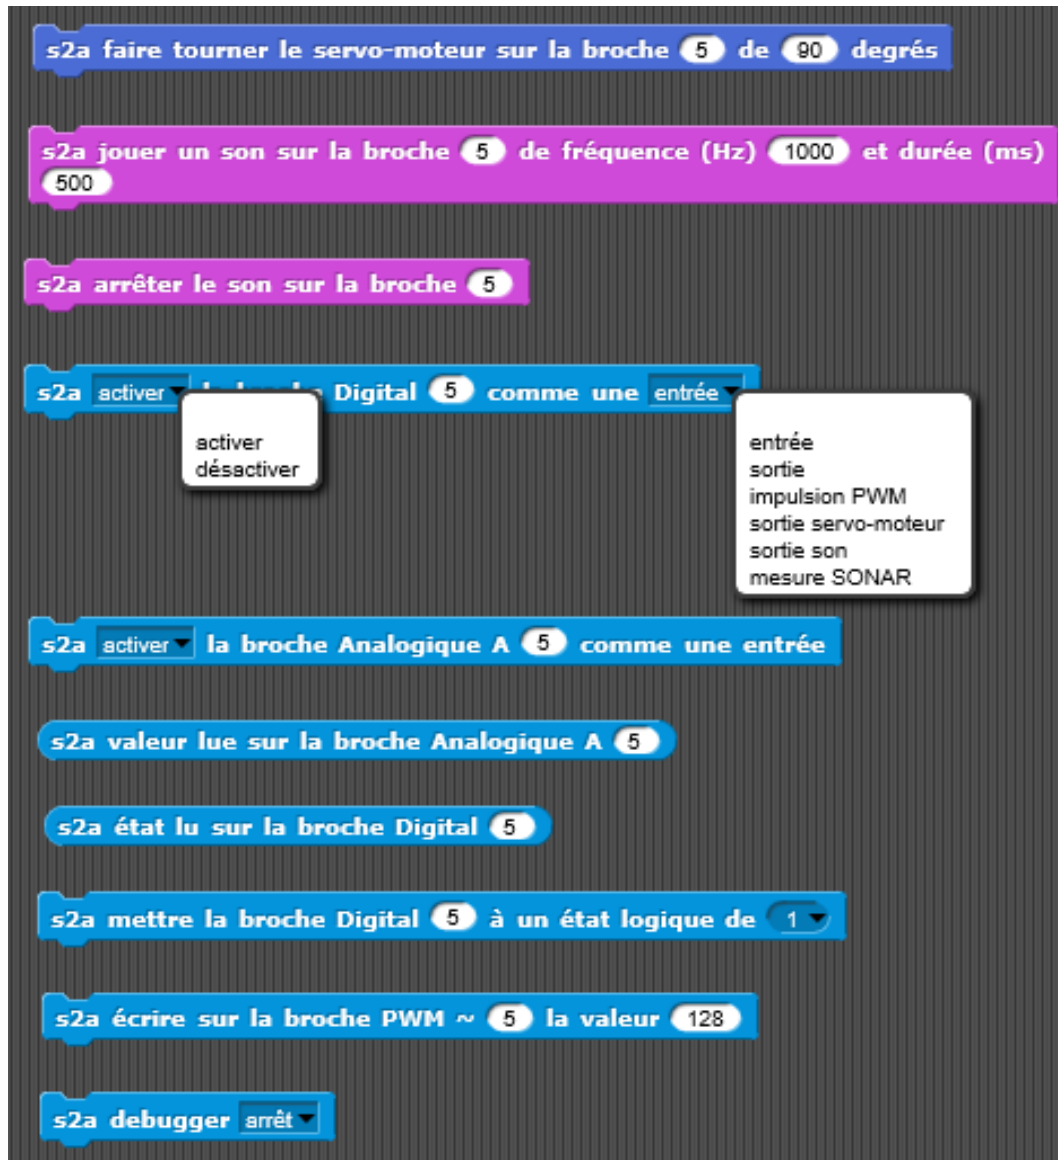 s2a faire tourner le servo-moteur sur la broche 5 de 90 degrés
s2a jouer un son sur la broche 5 de fréquence (Hz) 1000 et durée (ms)
500
s2a arrêter le son sur la broche 5
s2a activer Digital 5 comme une entrée
activer
désactiver
entrée
sortie
impulsion PWM
sortie servo-moteur
sortie son
mesure SONAR
s2a activer la broche Analogique A 5 comme une entrée
s2a valeur lue sur la broche Analogique A 5
s2a état lu sur la broche Digital 5
s2a mettre la broche Digital 5 à un état logique de 1
s2a écrire sur la broche PWM ~ 5 la valeur 128
s2a debugger arrêt